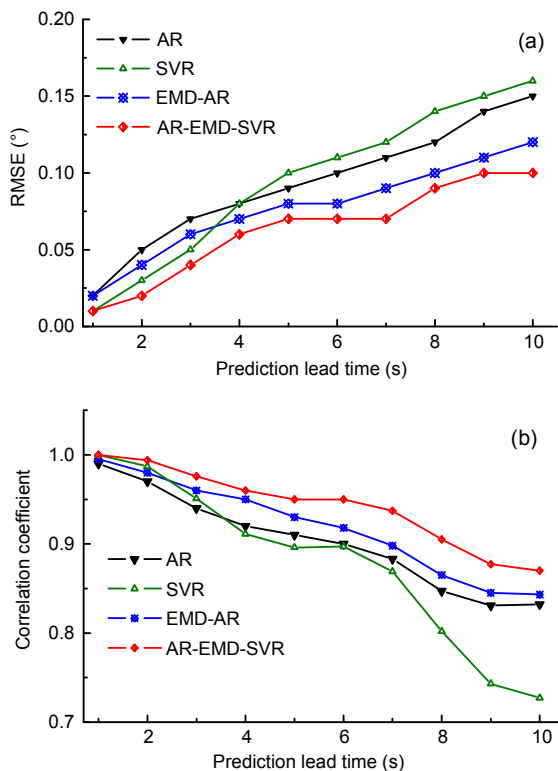 (a)
AR
SVR
EMD-AR
AR-EMD-SVR
RMSE (°)
0.20
0.15
0.10
0.05
0.00
2 4 6 8 10
Prediction lead time (s)
(b)
AR
SVR
EMD-AR
AR-EMD-SVR
Correlation coefficient
1.0
0.9
0.8
0.7
2 4 6 8 10
Prediction lead time (s)